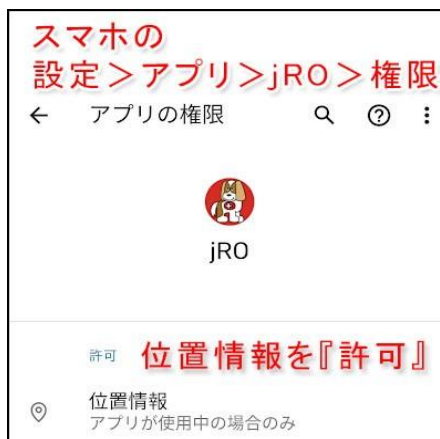 スマホの
設定＞アプリ＞jRO＞権限
アプリの権限
jRO
許可 位置情報を『許可』
位置情報
アプリが使用中の場合のみ